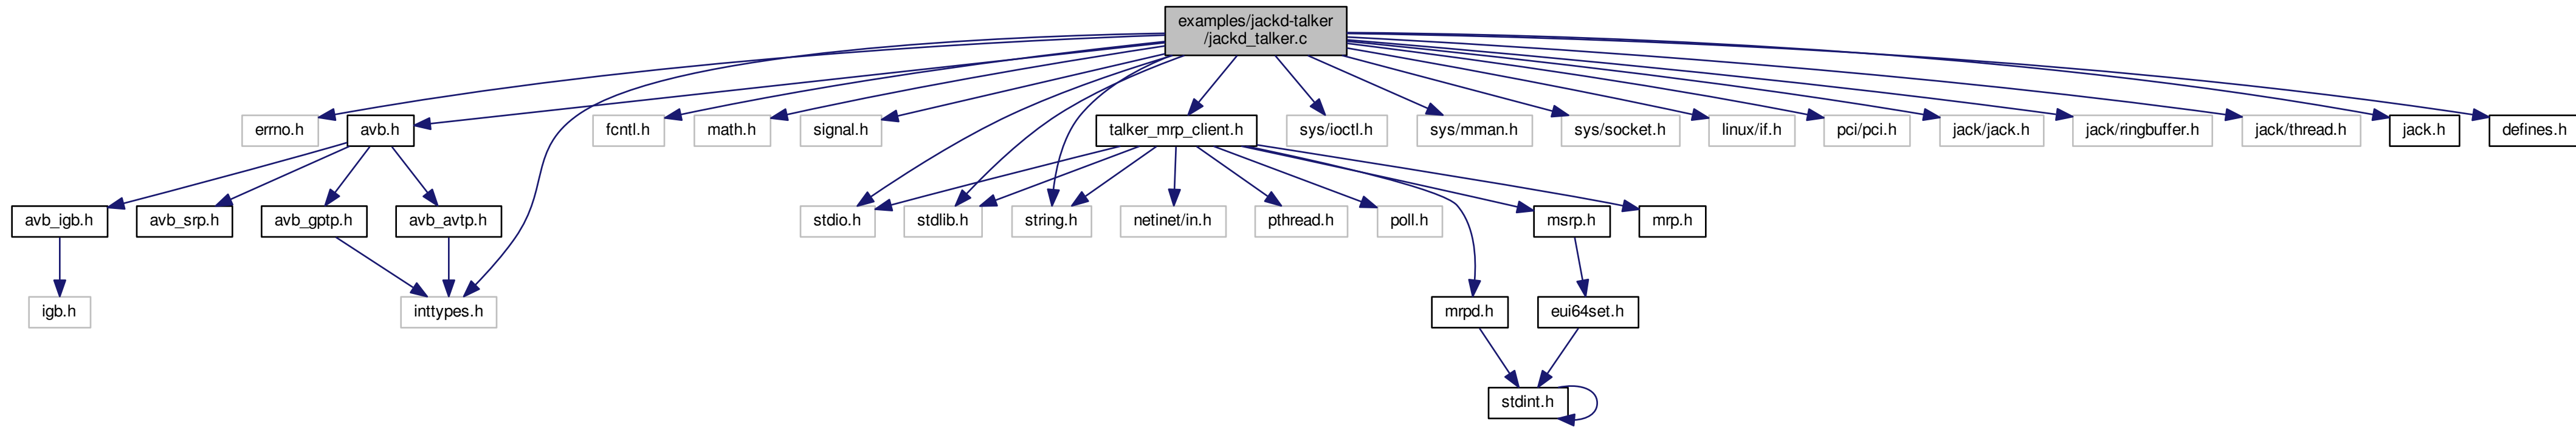 examples/jackd-talker
/jackd_talker.c
errno.h
avb.h
fcntl.h
math.h
signal.h
talker_mrp_client.h
sys/ioctl.h
sys/mman.h
sys/socket.h
linux/if.h
pci/pci.h
jack/jack.h
jack/ringbuffer.h
jack/thread.h
jack.h
defines.h
avb_igb.h
avb_srp.h
avb_gptp.h
avb_avtp.h
stdio.h
stdlib.h
string.h
netinet/in.h
pthread.h
poll.h
msrp.h
mrp.h
igb.h
inttypes.h
mrpd.h
eui64set.h
stdint.h